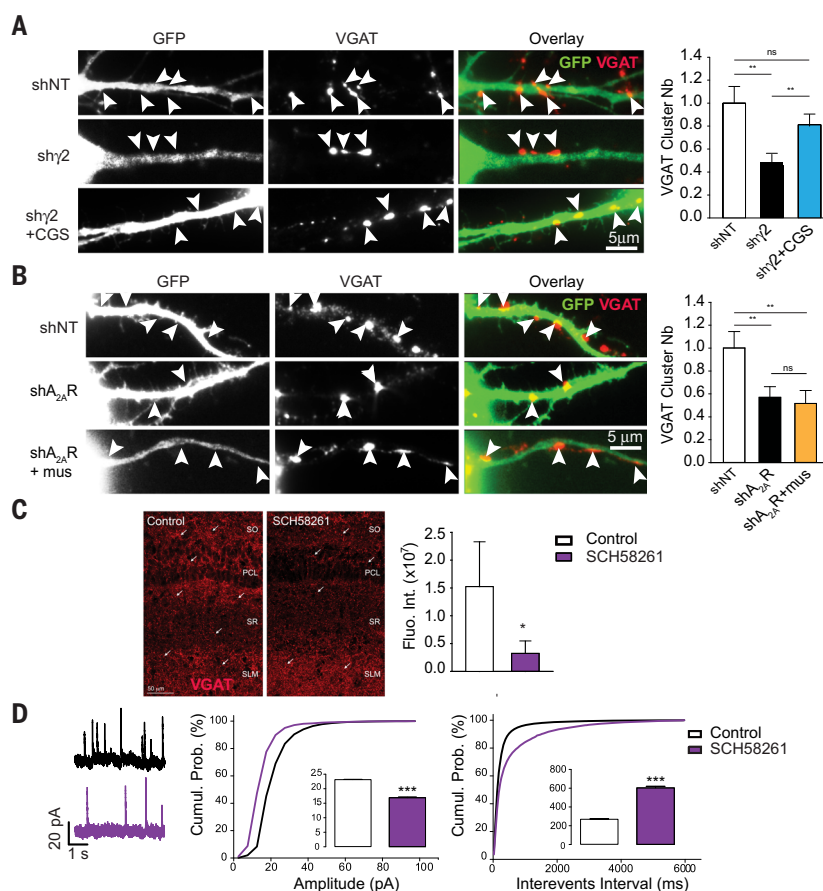 A
GFP VGAT Overlay
shNT
GFP VGAT
shγ2
shγ2
+CGS
5μm
VGAT Cluster Nb
1.4
1.2
1.0
0.8
0.6
0.4
0.2
0.0
ns
** **
shNT shγ2 shγ2+CGS
B
GFP VGAT Overlay
shNT
GFP VGAT
shA2AR
shA2AR
+ mus
5 μm
VGAT Cluster Nb
1.4
1.2
1.0
0.8
0.6
0.4
0.2
0.0
**
** ns
shNT shA2AR shA2AR+mus
C
Control SCH58261
SO SO
PCL PCL
SR SR
SLM SLM
VGAT
50 μm
Fluo. Int. (x10⁷)
2.5
2.0
1.5
1.0
0.5
0.0
*
Control
SCH58261
D
20 pA
1 s
Cumul. Prob. (%)
100
80
60
40
20
0
0 20 40 60 80 100
Amplitude (pA)
25
20
15
10
5
0
***
Cumul. Prob. (%)
100
80
60
40
20
0
0 2000 4000 6000
Interevents Interval (ms)
800
600
400
200
0
***
Control
SCH58261